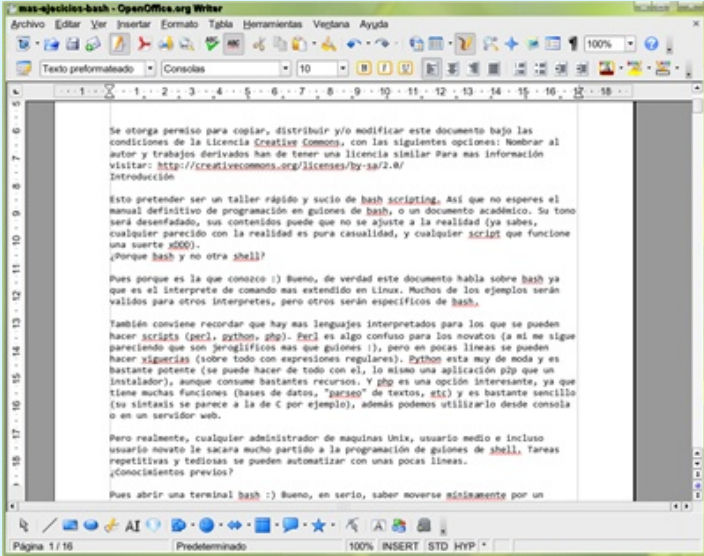 mas-ejecicios-bash - OpenOffice.org Writer
Archivo Editar Ver Insertar Formato Tabla Herramientas Ventana Ayuda
100%
Texto preformateado Consolas 10
Se otorga permiso para copiar, distribuir y/o modificar este documento bajo las
condiciones de la Licencia Creative Commons, con las siguientes opciones: Nombrar al
autor y trabajos derivados han de tener una licencia similar Para mas información
visitar: http://creativecommons.org/licenses/by-sa/2.0/
Introducción
Esto pretender ser un taller rápido y sucio de bash scripting. Así que no esperes el
manual definitivo de programación en guiones de bash, o un documento académico. Su tono
será desenfadado, sus contenidos puede que no se ajuste a la realidad (ya sabes,
cualquier parecido con la realidad es pura casualidad, y cualquier script que funcione
una suerte xDDD).
¿Porque bash y no otra shell?
Pues porque es la que conozco :) Bueno, de verdad este documento habla sobre bash ya
que es el interprete de comando mas extendido en Linux. Muchos de los ejemplos serán
validos para otros interpretes, pero otros serán específicos de bash.
También conviene recordar que hay mas lenguajes interpretados para los que se pueden
hacer scripts (perl, python, php). Perl es algo confuso para los novatos (a mi me sigue
pareciendo que son jeroglíficos mas que guiones :), pero en pocas lineas se pueden
hacer viguerías (sobre todo con expresiones regulares). Python esta muy de moda y es
bastante potente (se puede hacer de todo con el, lo mismo una aplicación p2p que un
instalador), aunque consume bastantes recursos. Y php es una opción interesante, ya que
tiene muchas funciones (bases de datos, "parseo" de textos, etc) y es bastante sencillo
(su sintaxis se parece a la de C por ejemplo), además podemos utilizarlo desde consola
o en un servidor web.
Pero realmente, cualquier administrador de maquinas Unix, usuario medio e incluso
usuario novato le sacara mucho partido a la programación de guiones de shell. Tareas
repetitivas y tediosas se pueden automatizar con unas pocas lineas.
¿Conocimientos previos?
Pues abrir una terminal bash :) Bueno, en serio, saber moverse mínimamente por un
Página 1/16 Predeterminado 100% INSERT STD HYP *